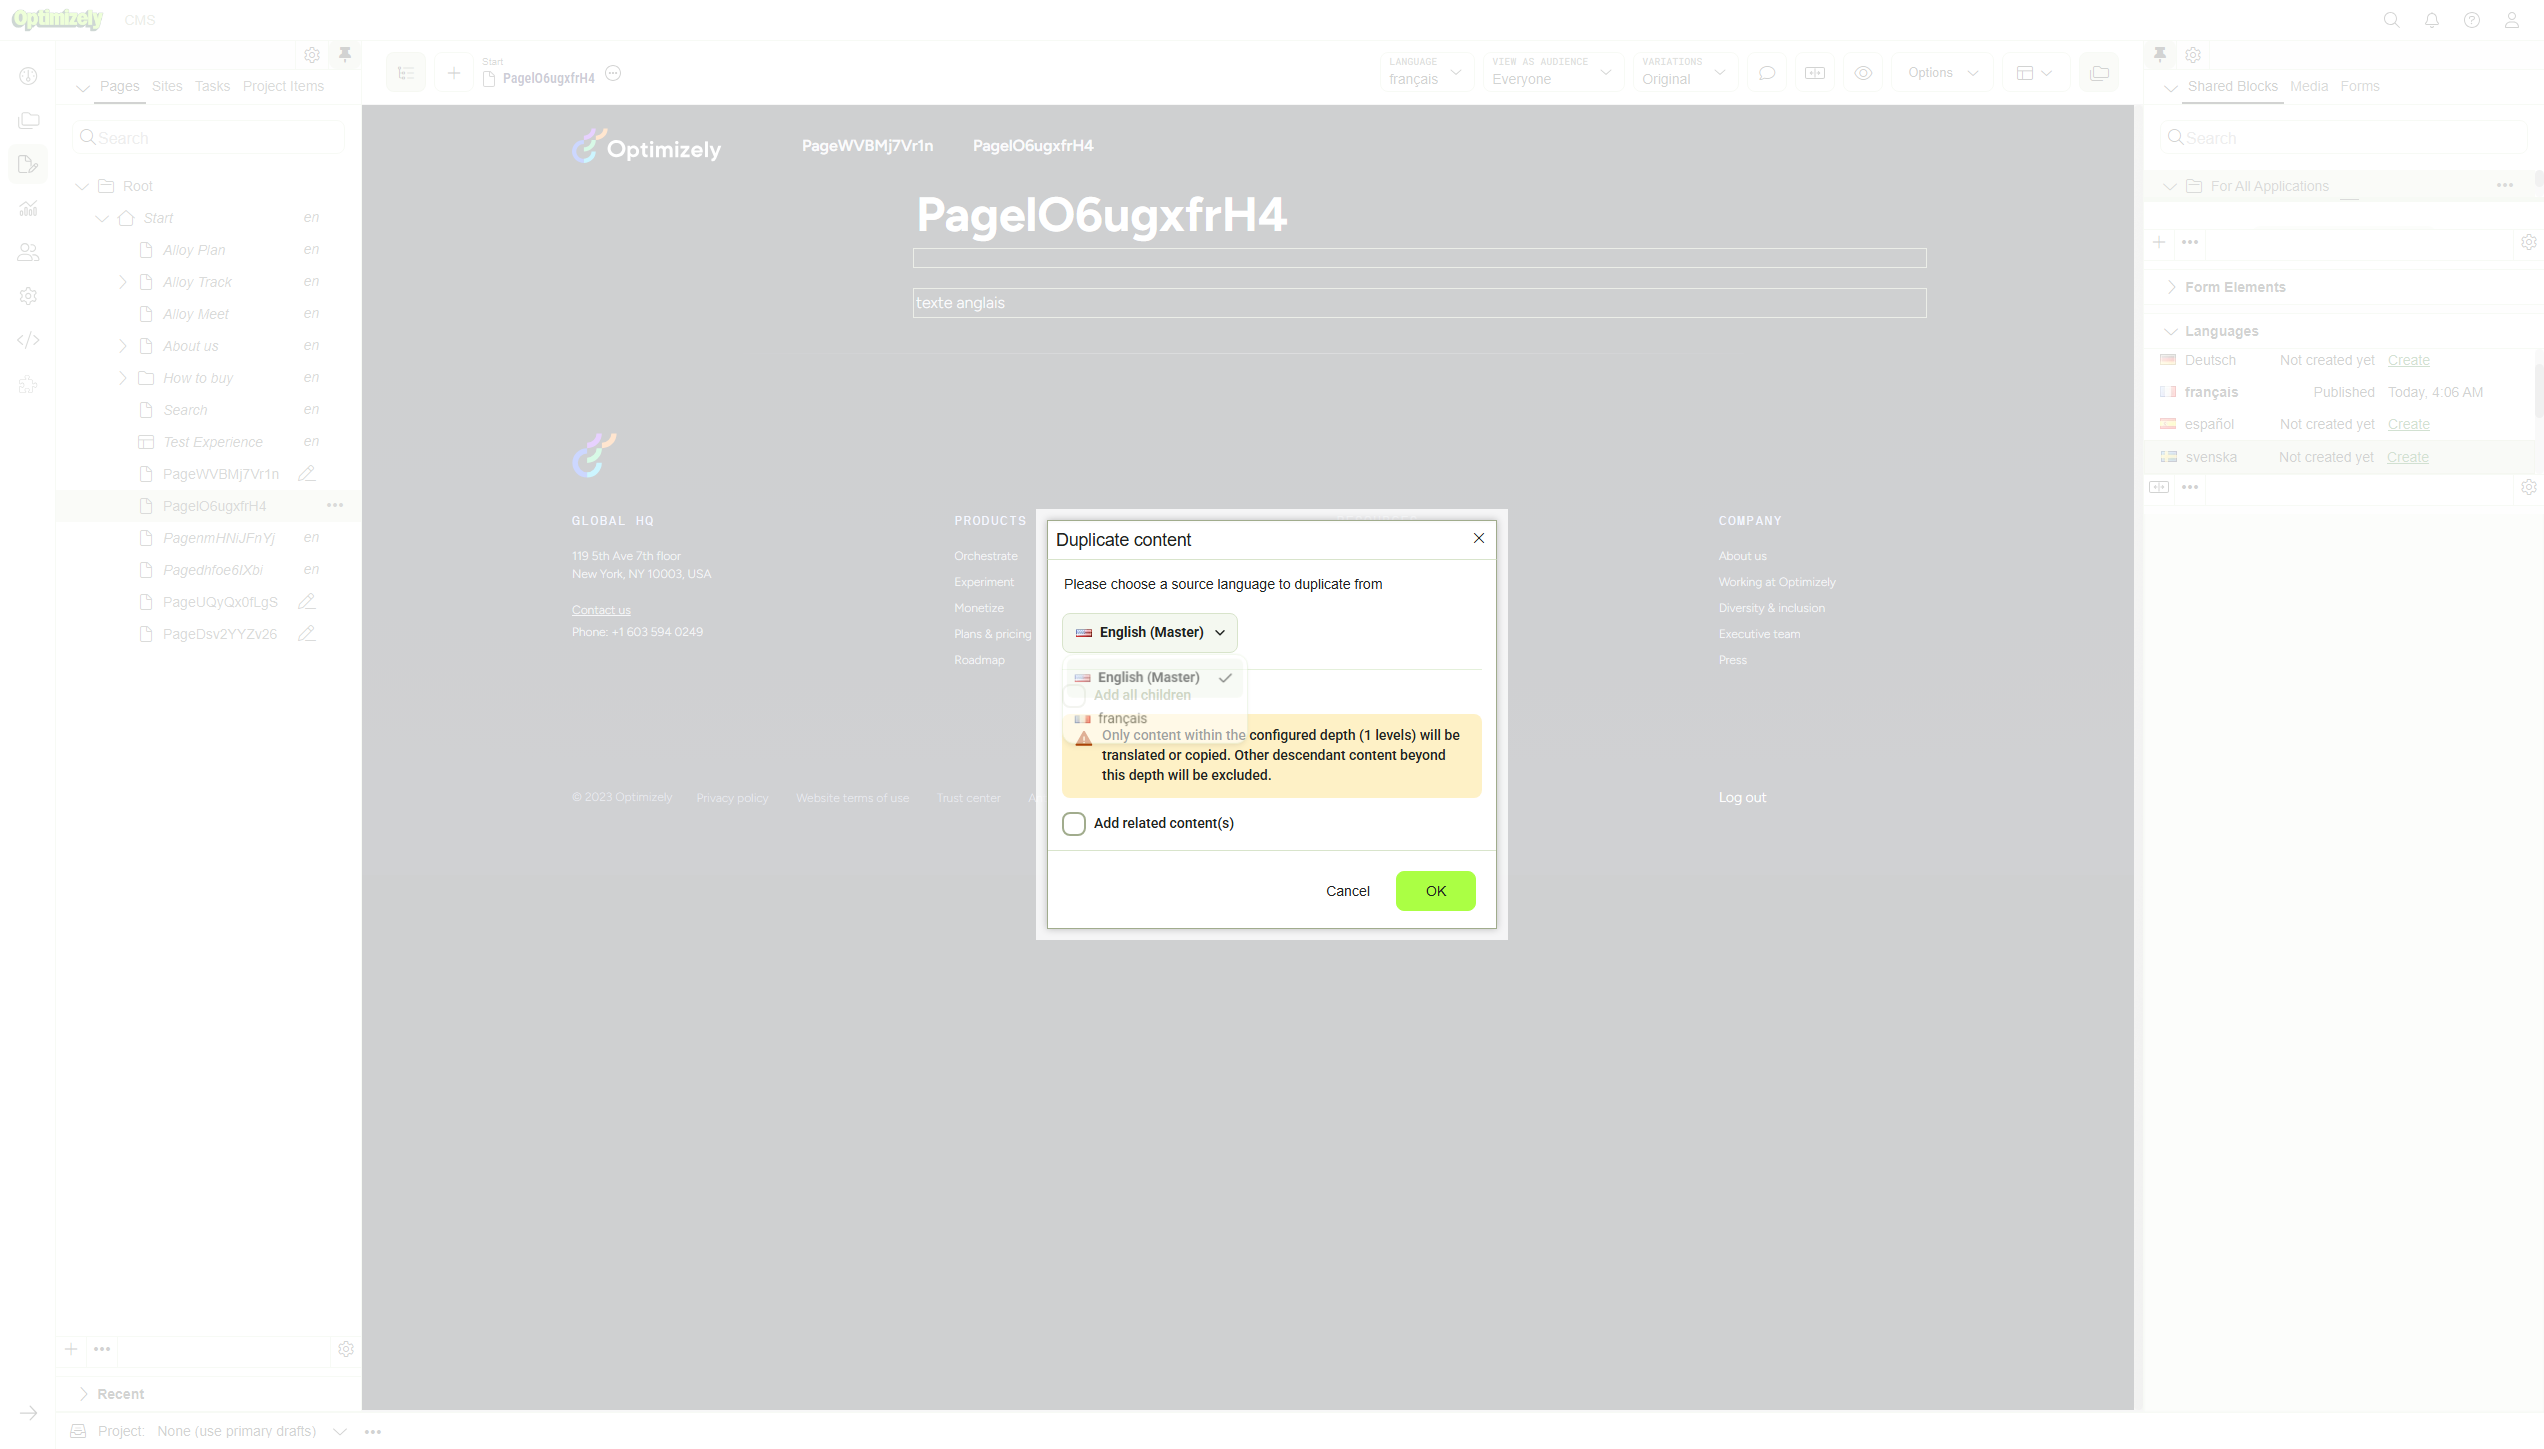 Optimizely CMS
Pages Sites Tasks Project Items
Search
Root
Start en
Alloy Plan en
Alloy Track en
Alloy Meet en
About us en
How to buy en
Search en
Test Experience en
PageWVBMj7Vr1n
PageIO6ugxfrH4
PagenmHNiJFnYj en
Pagedhfoe6IXbi en
PageUQyQx0fLgS
PageDsv2YYZv26
Recent
Project: None (use primary drafts)
Start
PageIO6ugxfrH4
LANGUAGE
français
VIEW AS AUDIENCE
Everyone
VARIATIONS
Original
Options
Optimizely
PageWVBMj7Vr1n PageIO6ugxfrH4
PageIO6ugxfrH4
texte anglais
GLOBAL HQ
119 5th Ave 7th floor
New York, NY 10003, USA
Contact us
Phone: +1 603 594 0249
PRODUCTS
Orchestrate
Experiment
Monetize
Plans & pricing
Roadmap
COMPANY
About us
Working at Optimizely
Diversity & inclusion
Executive team
Press
© 2023 Optimizely Privacy policy Website terms of use Trust center
Log out
Duplicate content
Please choose a source language to duplicate from
English (Master)
English (Master)
Add all children
français
Only content within the configured depth (1 levels) will be
translated or copied. Other descendant content beyond
this depth will be excluded.
Add related content(s)
Cancel OK
Shared Blocks Media Forms
Search
For All Applications
Form Elements
Languages
Deutsch Not created yet Create
français Published Today, 4:06 AM
español Not created yet Create
svenska Not created yet Create